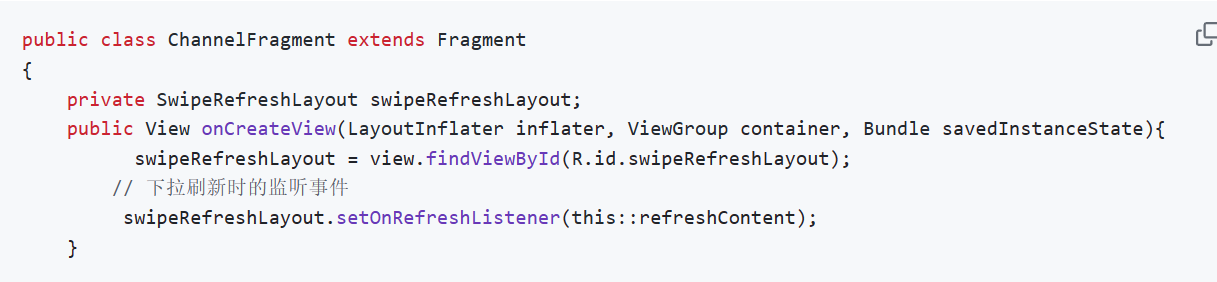 public class ChannelFragment extends Fragment
{
    private SwipeRefreshLayout swipeRefreshLayout;
    public View onCreateView(LayoutInflater inflater, ViewGroup container, Bundle savedInstanceState){
          swipeRefreshLayout = view.findViewById(R.id.swipeRefreshLayout);
        // 下拉刷新时的监听事件
         swipeRefreshLayout.setOnRefreshListener(this::refreshContent);
    }